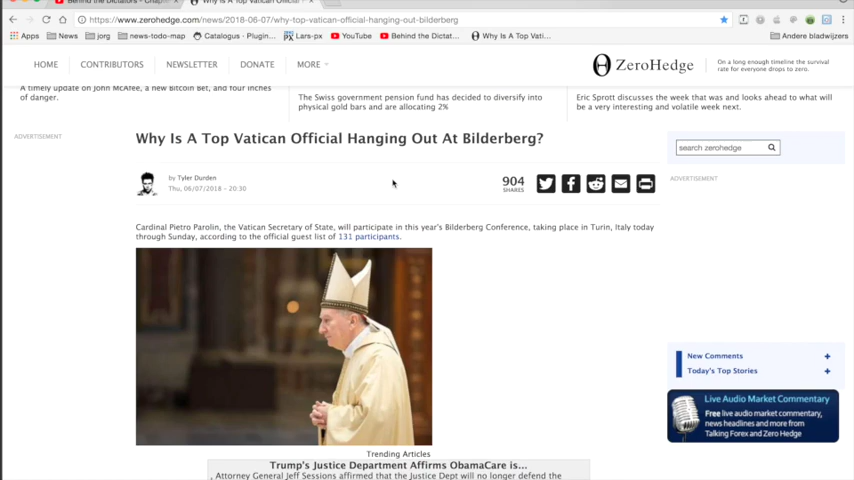 Behind the Dictators - Chapte
Why Is A Top Vatican Official H
https://www.zerohedge.com/news/2018-06-07/why-top-vatican-official-hanging-out-bilderberg
Apps News jorg news-todo-map Catalogus - Plugin... Lars-px YouTube Behind the Dictat... Why Is A Top Vati... Andere bladwijzers
HOME CONTRIBUTORS NEWSLETTER DONATE MORE
ZeroHedge
On a long enough timeline the survival
rate for everyone drops to zero.
A timely update on John McAfee, a new Bitcoin Bet, and four inches
of danger.
The Swiss government pension fund has decided to diversify into
physical gold bars and are allocating 2%
Eric Sprott discusses the week that was and looks ahead to what will
be a very interesting and volatile week next.
ADVERTISEMENT
Why Is A Top Vatican Official Hanging Out At Bilderberg?
search zerohedge
by Tyler Durden
Thu, 06/07/2018 - 20:30
904
SHARES
ADVERTISEMENT
Cardinal Pietro Parolin, the Vatican Secretary of State, will participate in this year's Bilderberg Conference, taking place in Turin, Italy today
through Sunday, according to the official guest list of 131 participants.
New Comments +
Today's Top Stories +
Live Audio Market Commentary
Free live audio market commentary,
news headlines and more from
Talking Forex and Zero Hedge
Trending Articles
Trump's Justice Department Affirms ObamaCare is...
, Attorney General Jeff Sessions affirmed that the Justice Dept will no longer defend the